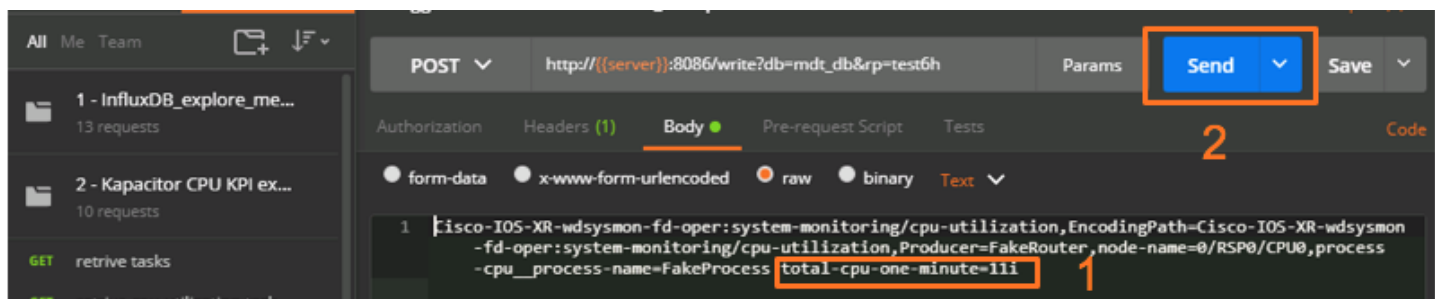 All Me Team
POST http://{{server}}:8086/write?db=mdt_db&rp=test6h Params Send Save
1 - InfluxDB_explore_me...
13 requests
Authorization Headers (1) Body Pre-request Script Tests Code
2
form-data x-www-form-urlencoded raw binary Text
2 - Kapacitor CPU KPI ex...
10 requests
1 Cisco-IOS-XR-wdsysmon-fd-oper:system-monitoring/cpu-utilization,EncodingPath=Cisco-IOS-XR-wdsysmon
-fd-oper:system-monitoring/cpu-utilization,Producer=FakeRouter,node-name=0/RSP0/CPU0,process
-cpu__process-name=FakeProcess total-cpu-one-minute=11i
1
GET retrive tasks